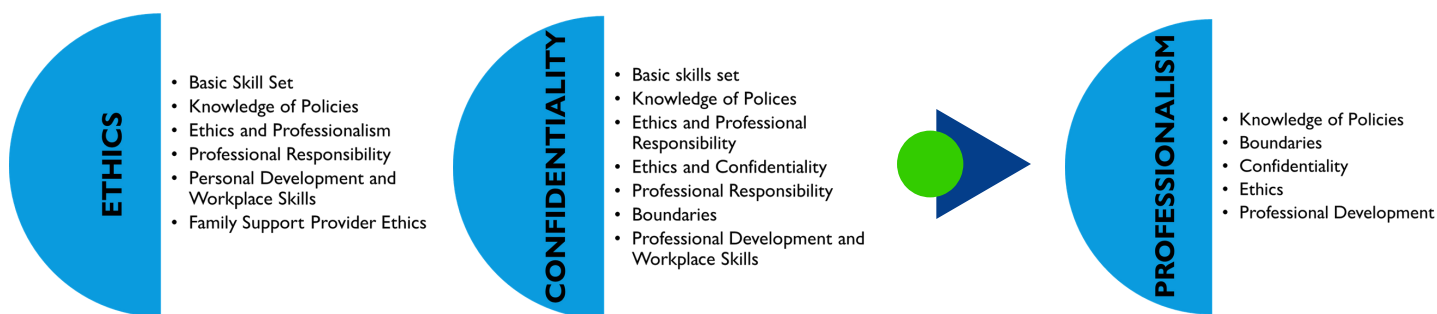 ETHICS
• Basic Skill Set
• Knowledge of Policies
• Ethics and Professionalism
• Professional Responsibility
• Personal Development and
Workplace Skills
• Family Support Provider Ethics
CONFIDENTIALITY
• Basic skills set
• Knowledge of Polices
• Ethics and Professional
Responsibility
• Ethics and Confidentiality
• Professional Responsibility
• Boundaries
• Professional Development and
Workplace Skills
PROFESSIONALISM
• Knowledge of Policies
• Boundaries
• Confidentiality
• Ethics
• Professional Development